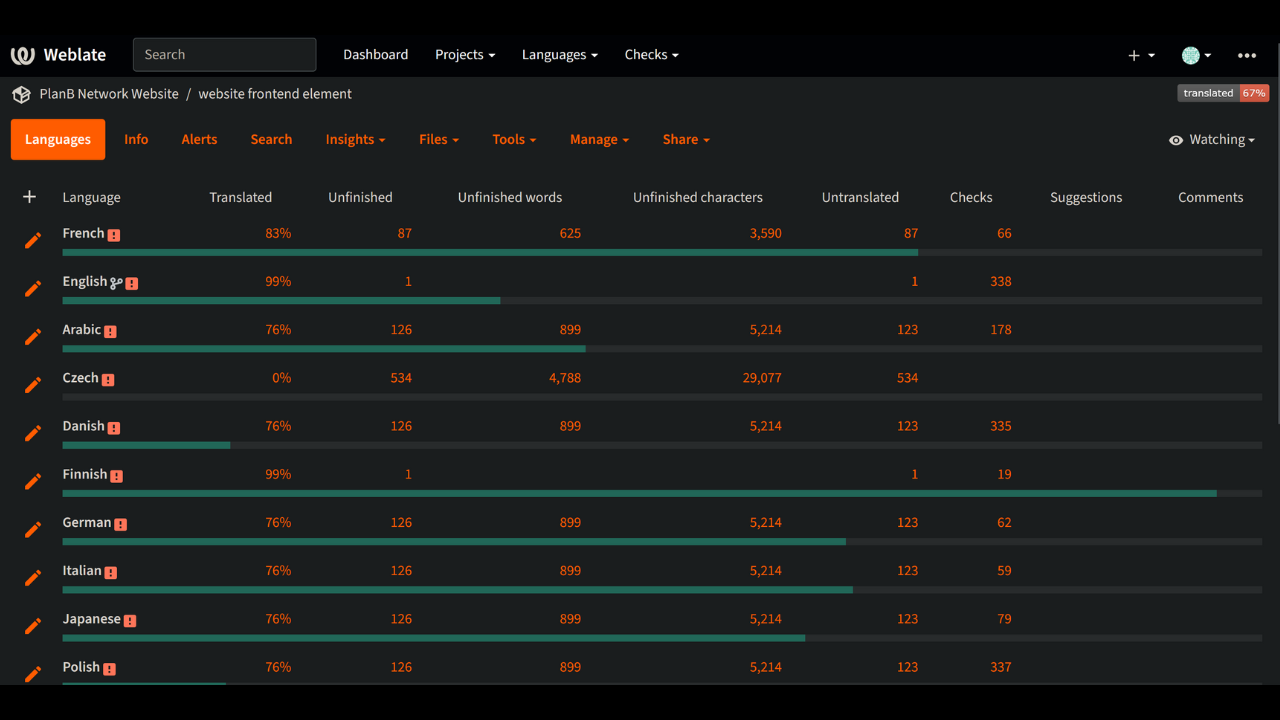 Weblate Search Dashboard Projects Languages Checks
PlanB Network Website / website frontend element translated 67%
Languages Info Alerts Search Insights Files Tools Manage Share Watching
Language Translated Unfinished Unfinished words Unfinished characters Untranslated Checks Suggestions Comments
French 83% 87 625 3,590 87 66
English 99% 1 1 338
Arabic 76% 126 899 5,214 123 178
Czech 0% 534 4,788 29,077 534
Danish 76% 126 899 5,214 123 335
Finnish 99% 1 1 19
German 76% 126 899 5,214 123 62
Italian 76% 126 899 5,214 123 59
Japanese 76% 126 899 5,214 123 79
Polish 76% 126 899 5,214 123 337